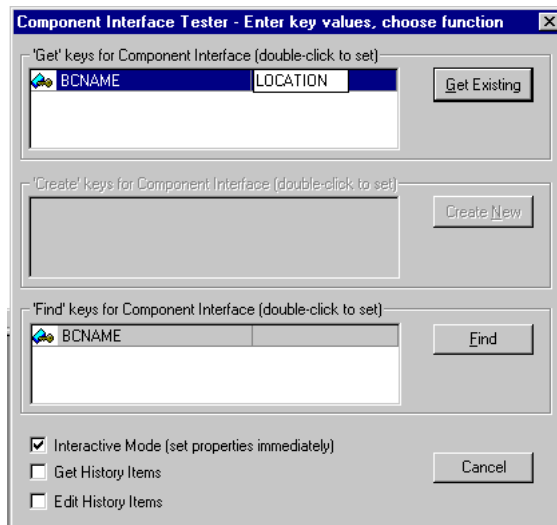 Component Interface Tester - Enter key values, choose function
'Get' keys for Component Interface (double-click to set)
BCNAME LOCATION
Get Existing
'Create' keys for Component Interface (double-click to set)
Create New
'Find' keys for Component Interface (double-click to set)
BCNAME
Find
Interactive Mode (set properties immediately)
Get History Items
Cancel
Edit History Items